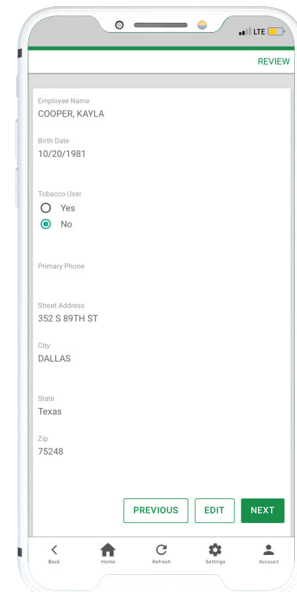 LTE
REVIEW
Employee Name
COOPER, KAYLA
Birth Date
10/20/1981
Tobacco User
Yes
No
Primary Phone
Street Address
352 S 89TH ST
City
DALLAS
State
Texas
Zip
75248
PREVIOUS EDIT NEXT
Back Home Refresh Settings Account